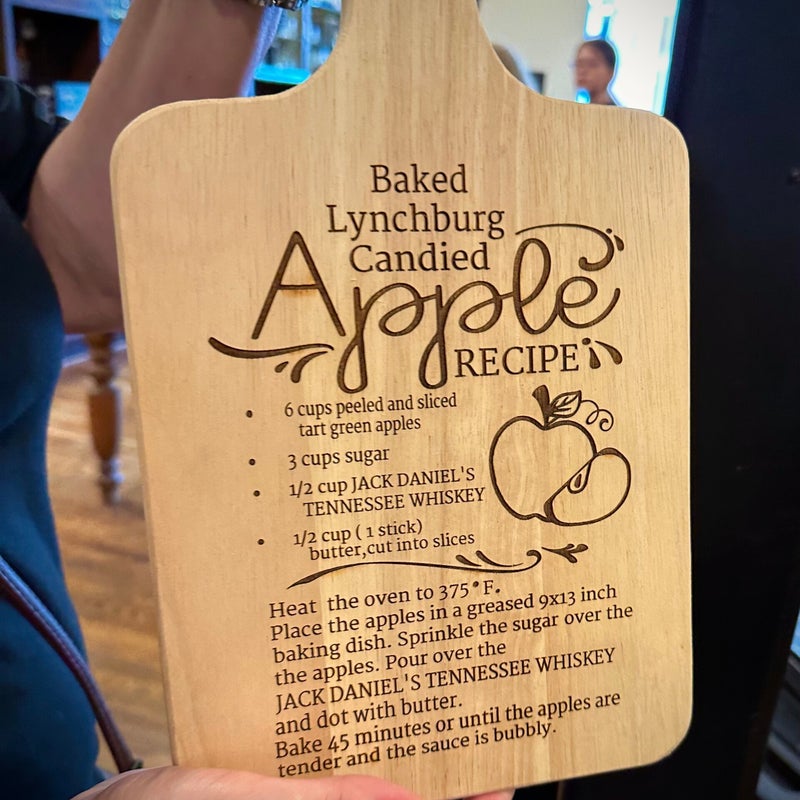 Baked
Lynchburg
Candied
Apple
RECIPE
• 6 cups peeled and sliced
tart green apples
• 3 cups sugar
• 1/2 cup JACK DANIEL'S
TENNESSEE WHISKEY
• 1/2 cup ( 1 stick)
butter,cut into slices
Heat the oven to 375°F.
Place the apples in a greased 9x13 inch
baking dish. Sprinkle the sugar over the
the apples. Pour over the
JACK DANIEL'S TENNESSEE WHISKEY
and dot with butter.
Bake 45 minutes or until the apples are
tender and the sauce is bubbly.